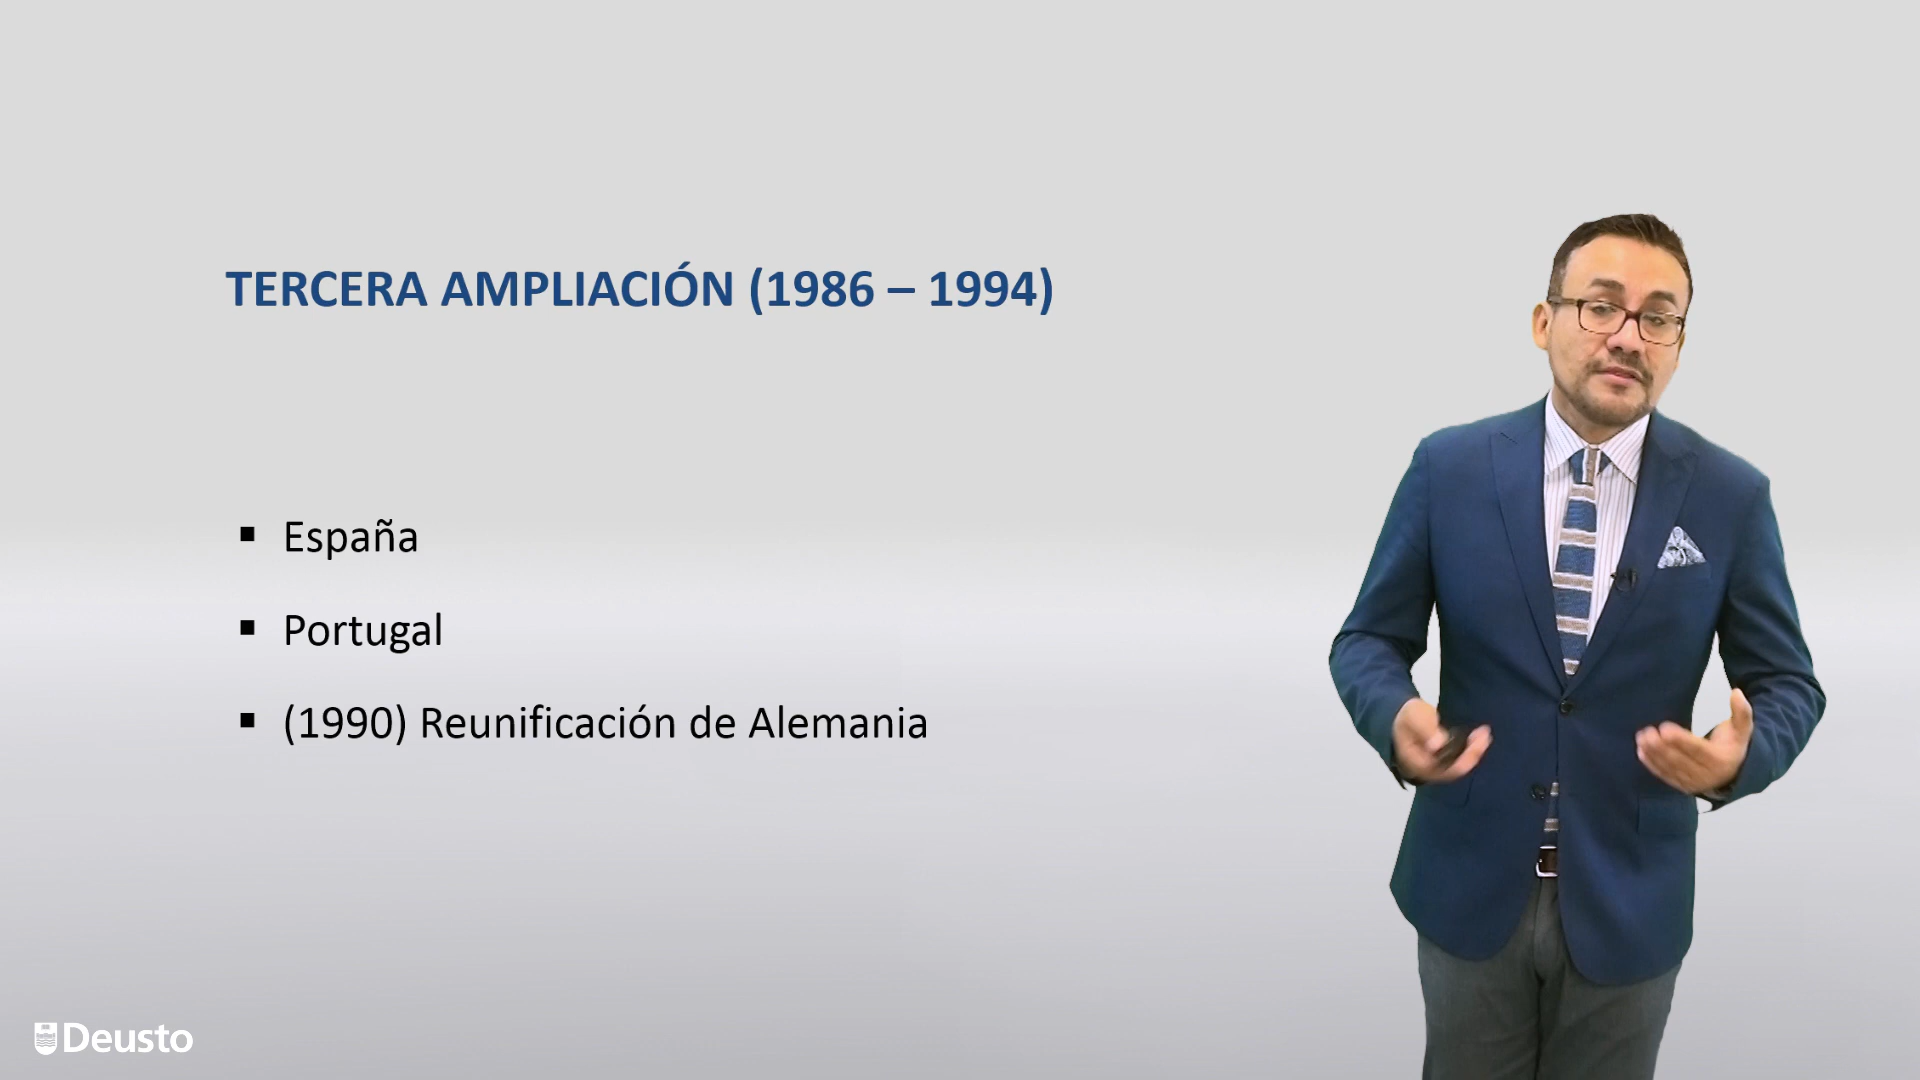 TERCERA AMPLIACIÓN (1986 – 1994)
▪ España
▪ Portugal
▪ (1990) Reunificación de Alemania
Deusto